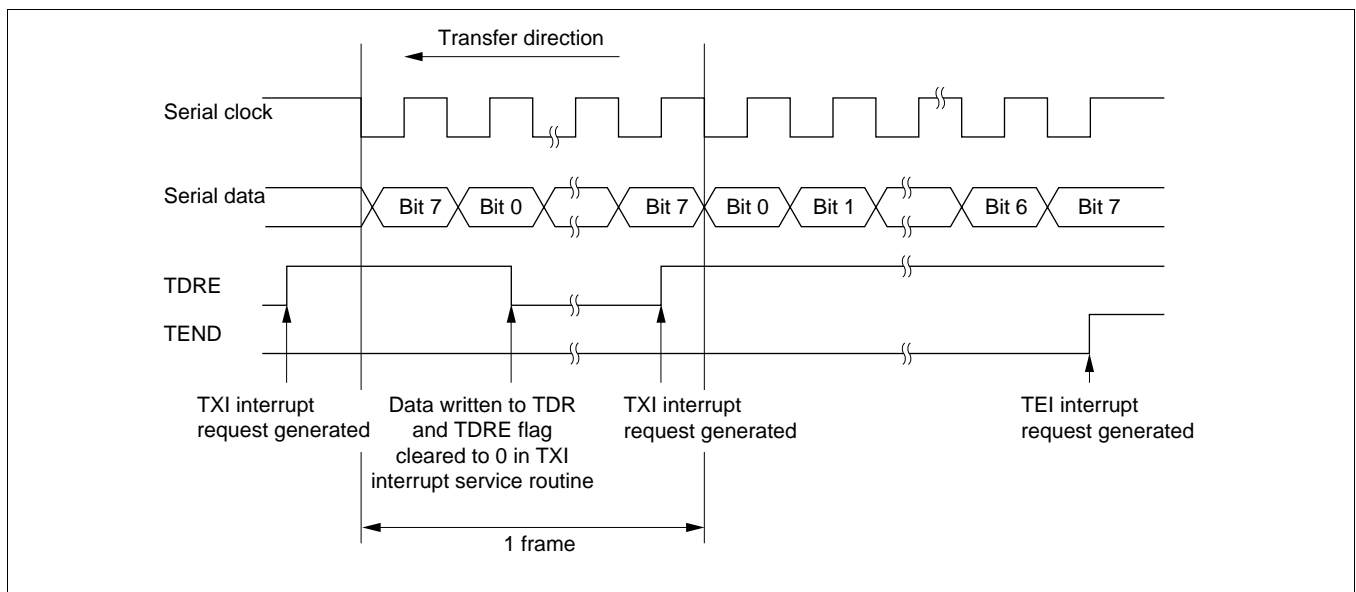 Transfer direction
Serial clock
Serial data
Bit 7 Bit 0 Bit 7 Bit 0 Bit 1 Bit 6 Bit 7
TDRE
TEND
TXI interrupt
request generated
Data written to TDR
and TDRE flag
cleared to 0 in TXI
interrupt service routine
TXI interrupt
request generated
TEI interrupt
request generated
1 frame